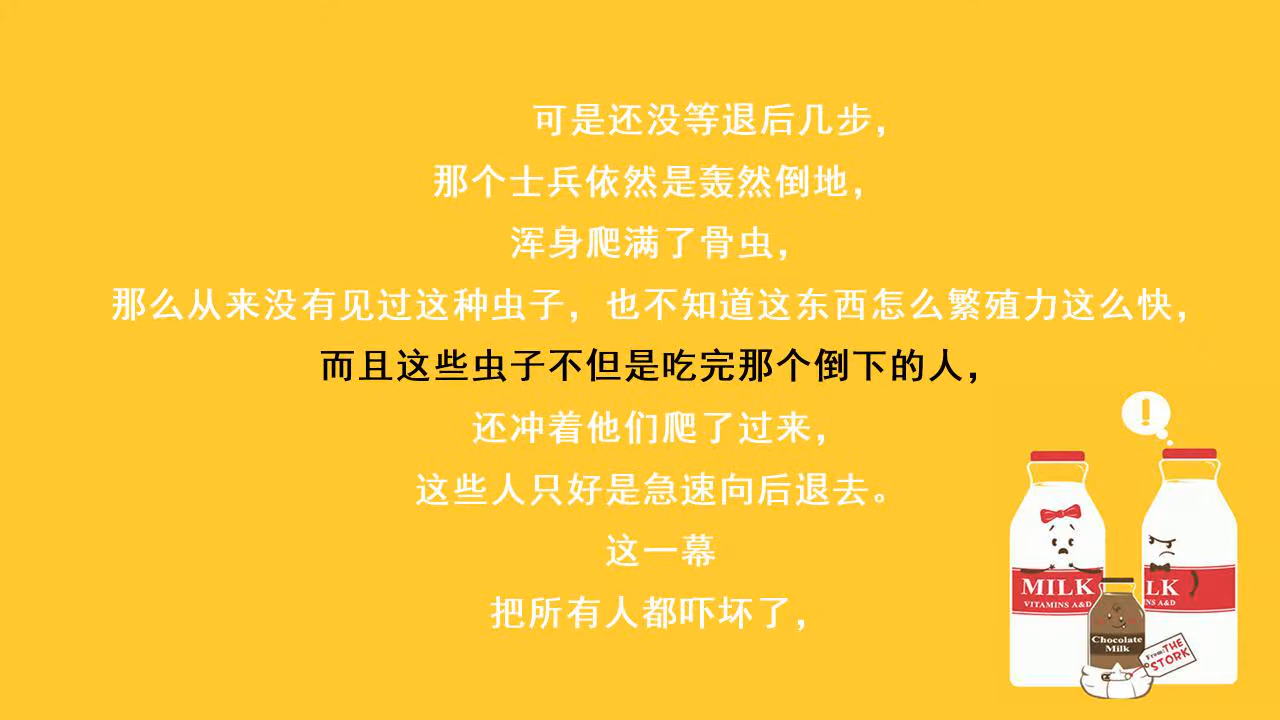 可是还没等退后几步，
那个士兵依然是轰然倒地，
浑身爬满了骨虫，
那么从来没有见过这种虫子，也不知道这东西怎么繁殖力这么快，
而且这些虫子不但是吃完那个倒下的人，
还冲着他们爬了过来，
这些人只好是急速向后退去。
这一幕
把所有人都吓坏了，
!
MILK
VITAMINS A&D
LK
NS A&D
Chocolate
Milk
From: THE
STORK